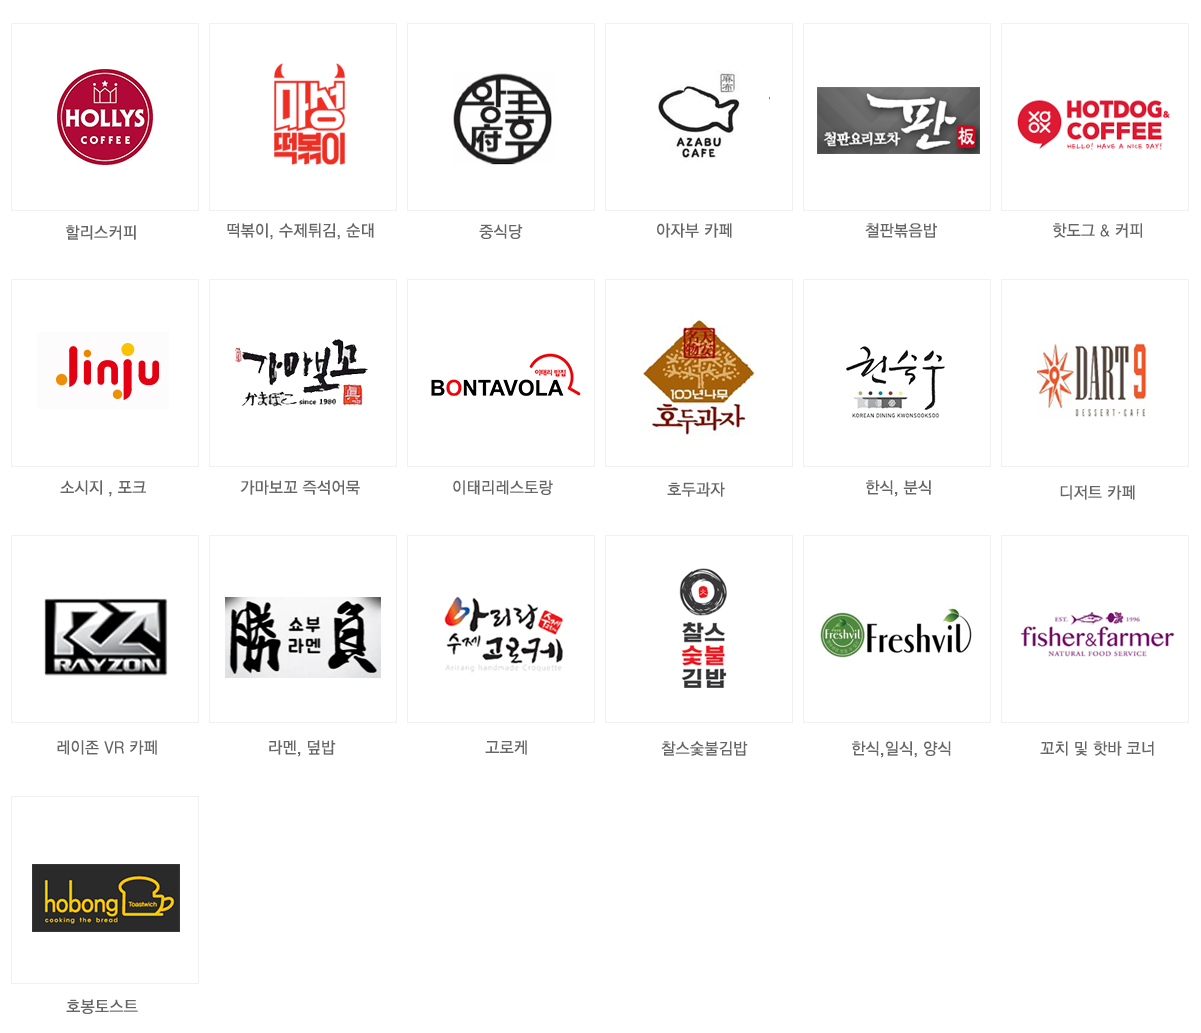 HOLLYS
COFFEE
할리스커피
마성
떡볶이
떡볶이, 수제튀김, 순대
왕후
府
중식당
麻布
AZABU
CAFE
아자부 카페
철판요리포차 판 板
철판볶음밥
XO
OX
HOTDOG&
COFFEE
HELLO! HAVE A NICE DAY!
핫도그 & 커피
Jinju
소시지 , 포크
가마보꼬
かまぼこ since 1980
가마보꼬 즉석어묵
이태리 밥집
BONTAVOLA
이태리레스토랑
100년나무
호두과자
호두과자
권숙수
KOREAN DINING KWONSOOKSOO
한식, 분식
DART 9
DESSERT · CAFE
디저트 카페
RZ
RAYZON
레이존 VR 카페
勝 쇼부 라멘 負
라멘, 덮밥
아리랑
수제 고로케
Arirang handmade Croquette
고로케
찰스
숯불
김밥
찰스숯불김밥
Freshvil
Freshvil
한식,일식, 양식
EST. 1996
fisher&farmer
NATURAL FOOD SERVICE
꼬치 및 핫바 코너
hobong Toastwich
cooking the bread
호봉토스트